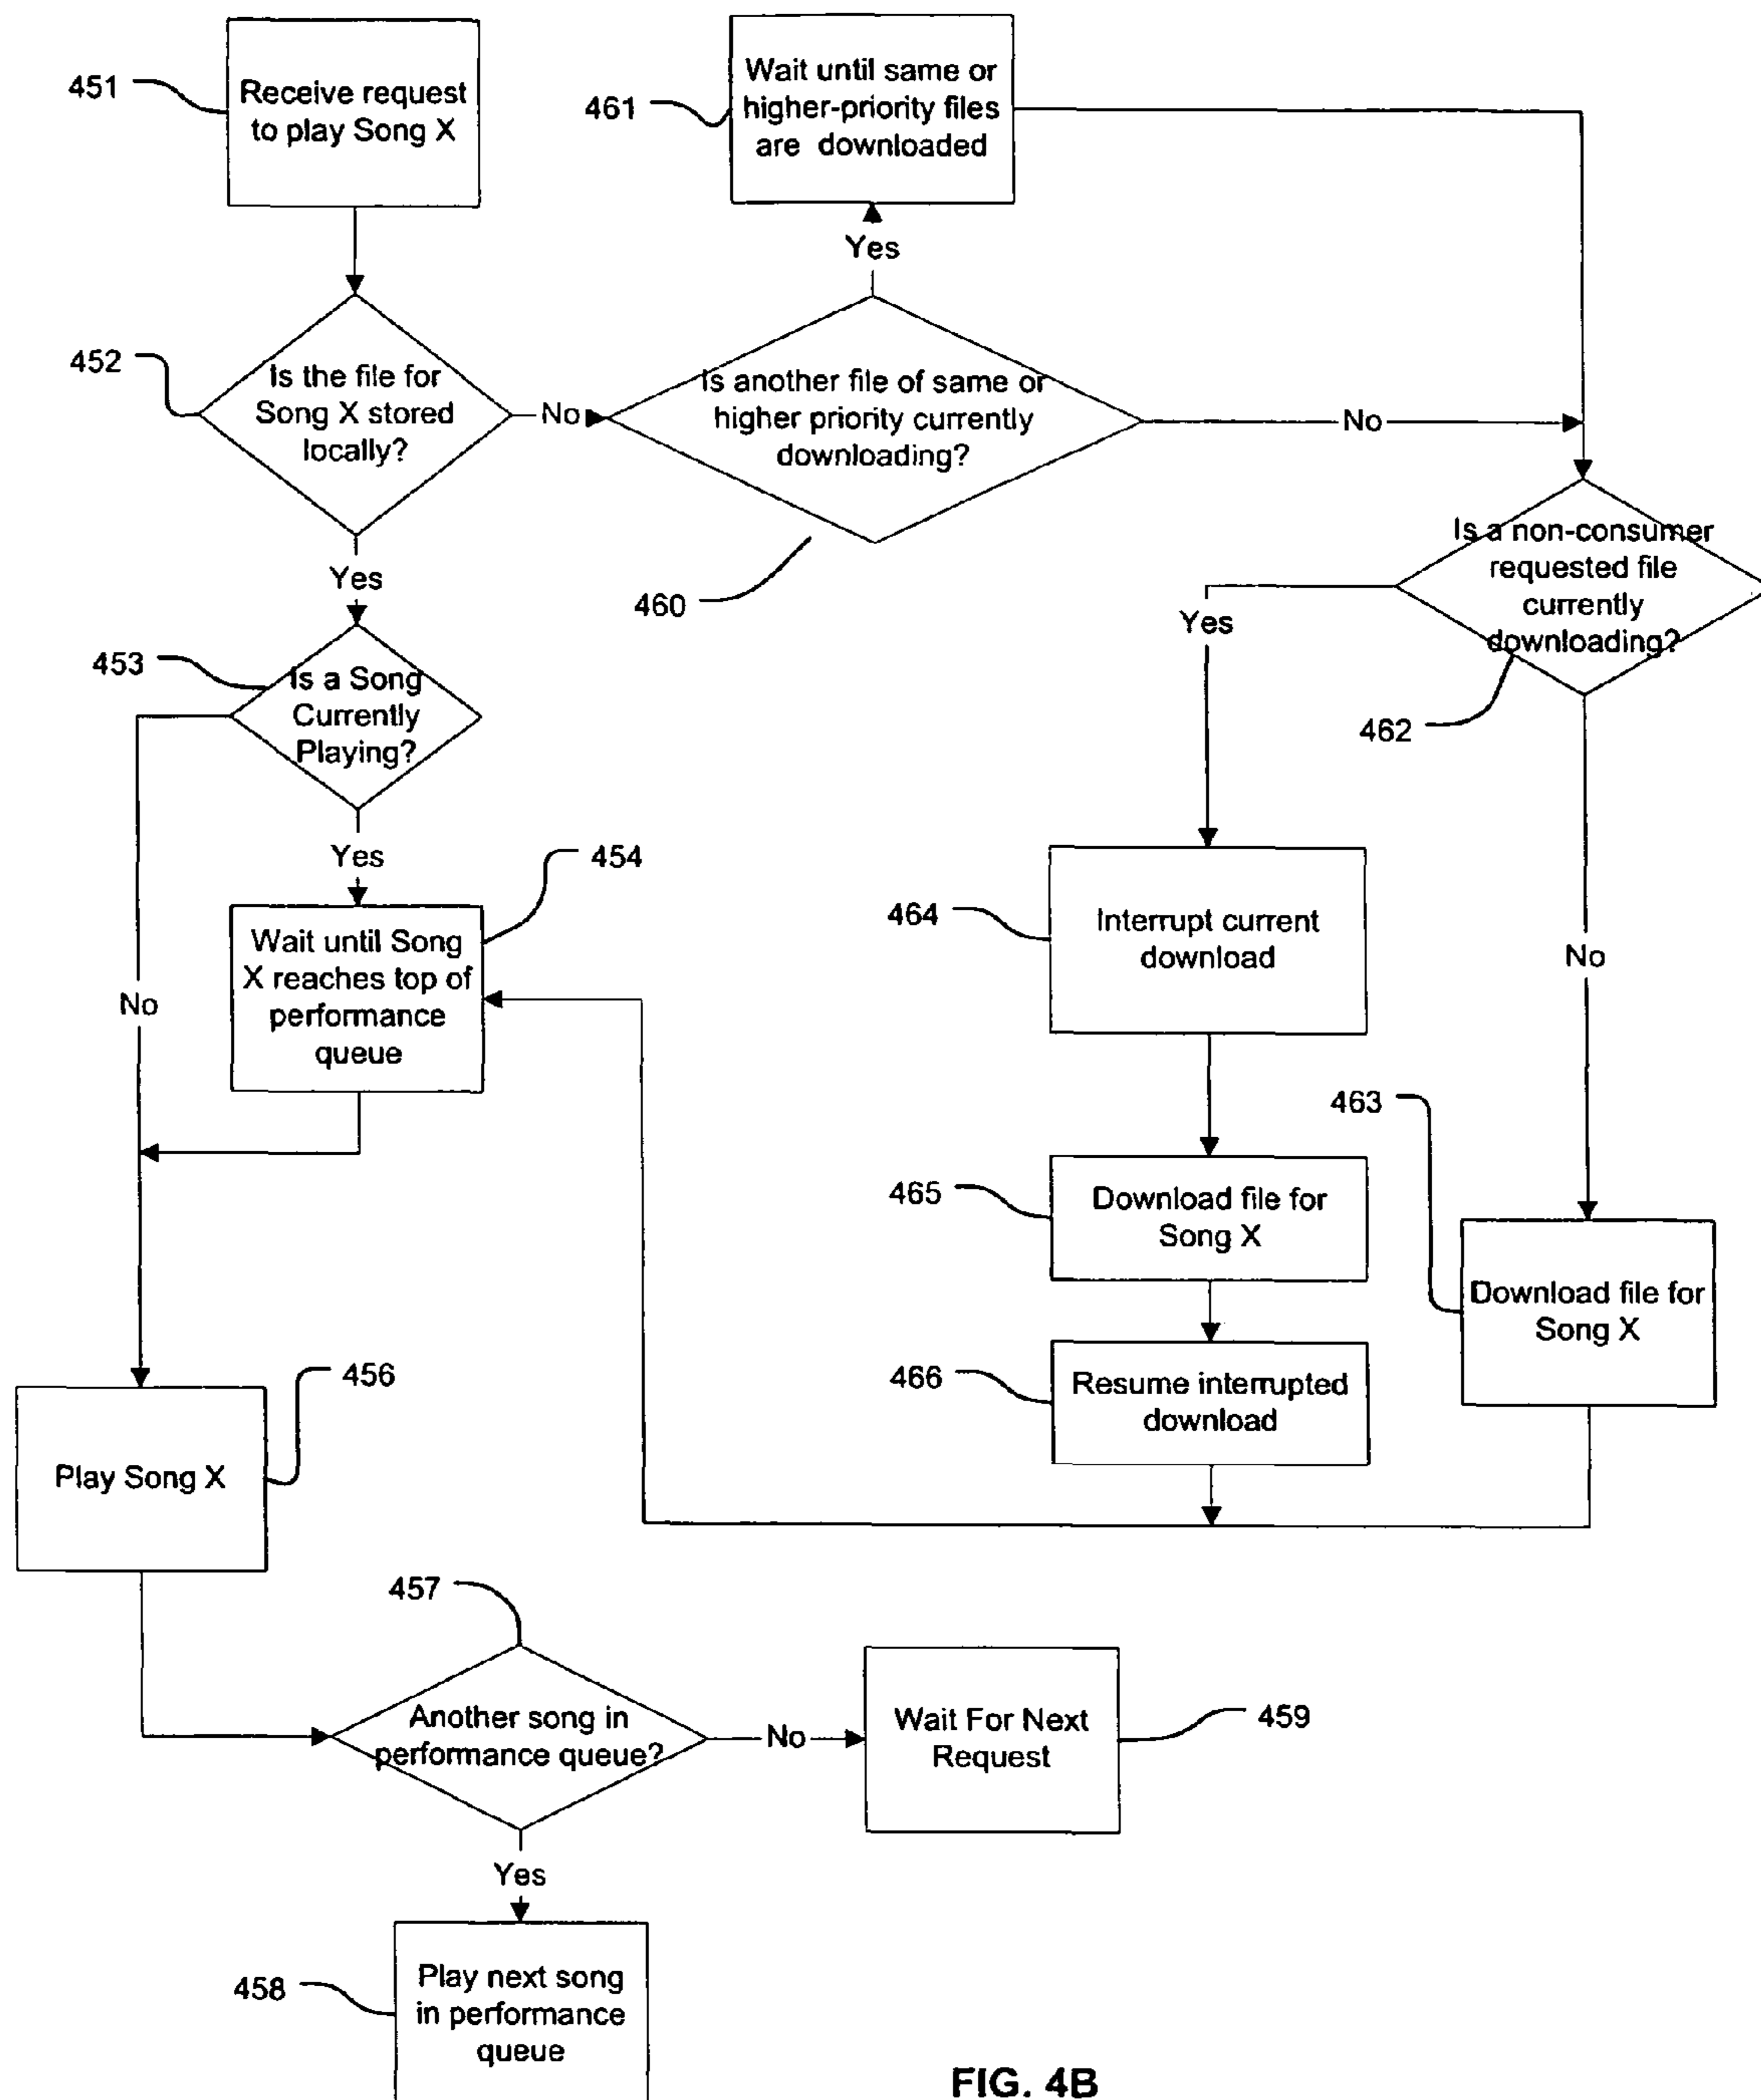 451
Receive request
to play Song X
461
Wait until same or
higher-priority files
are downloaded
Yes
452
Is the file for
Song X stored
locally?
No
Is another file of same or
higher priority currently
downloading?
No
460
Yes
Is a non-consumer
requested file
currently
downloading?
462
Yes
453
Is a Song
Currently
Playing?
Yes
No
454
Wait until Song
X reaches top of
performance
queue
464
Interrupt current
download
No
463
Download file for
Song X
465
Download file for
Song X
466
Resume interrupted
download
456
Play Song X
457
Another song in
performance queue?
No
Wait For Next
Request
459
Yes
458
Play next song
in performance
queue
FIG. 4B